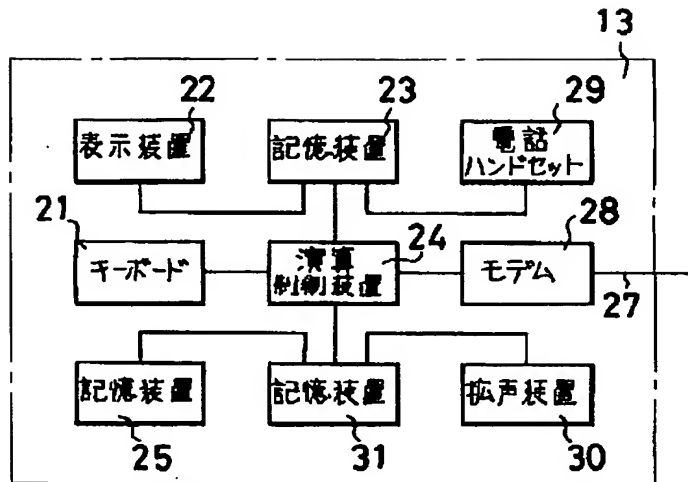 13
22
23
29
表示装置
記憶装置
電話
ハンドセット
21
24
28
キーボード
演算
制御装置
モデム
27
記憶装置
記憶装置
拡声装置
25
31
30